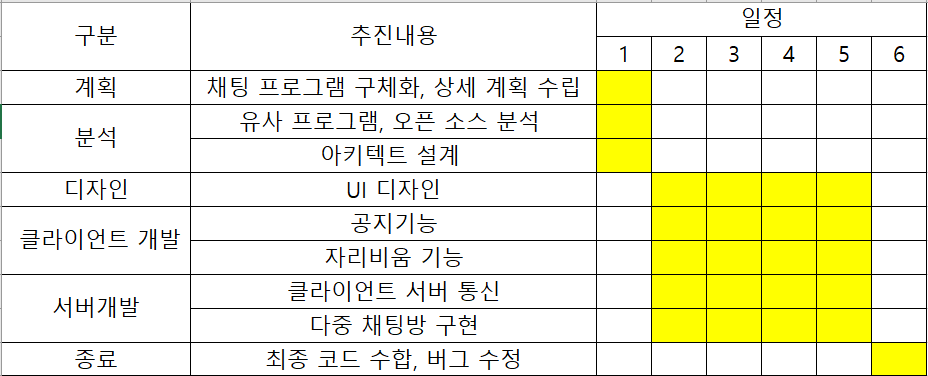 구분 추진내용 일정
1 2 3 4 5 6
계획 채팅 프로그램 구체화, 상세 계획 수립
분석 유사 프로그램, 오픈 소스 분석
아키텍트 설계
디자인 UI 디자인
클라이언트 개발 공지기능
자리비움 기능
서버개발 클라이언트 서버 통신
다중 채팅방 구현
종료 최종 코드 수합, 버그 수정